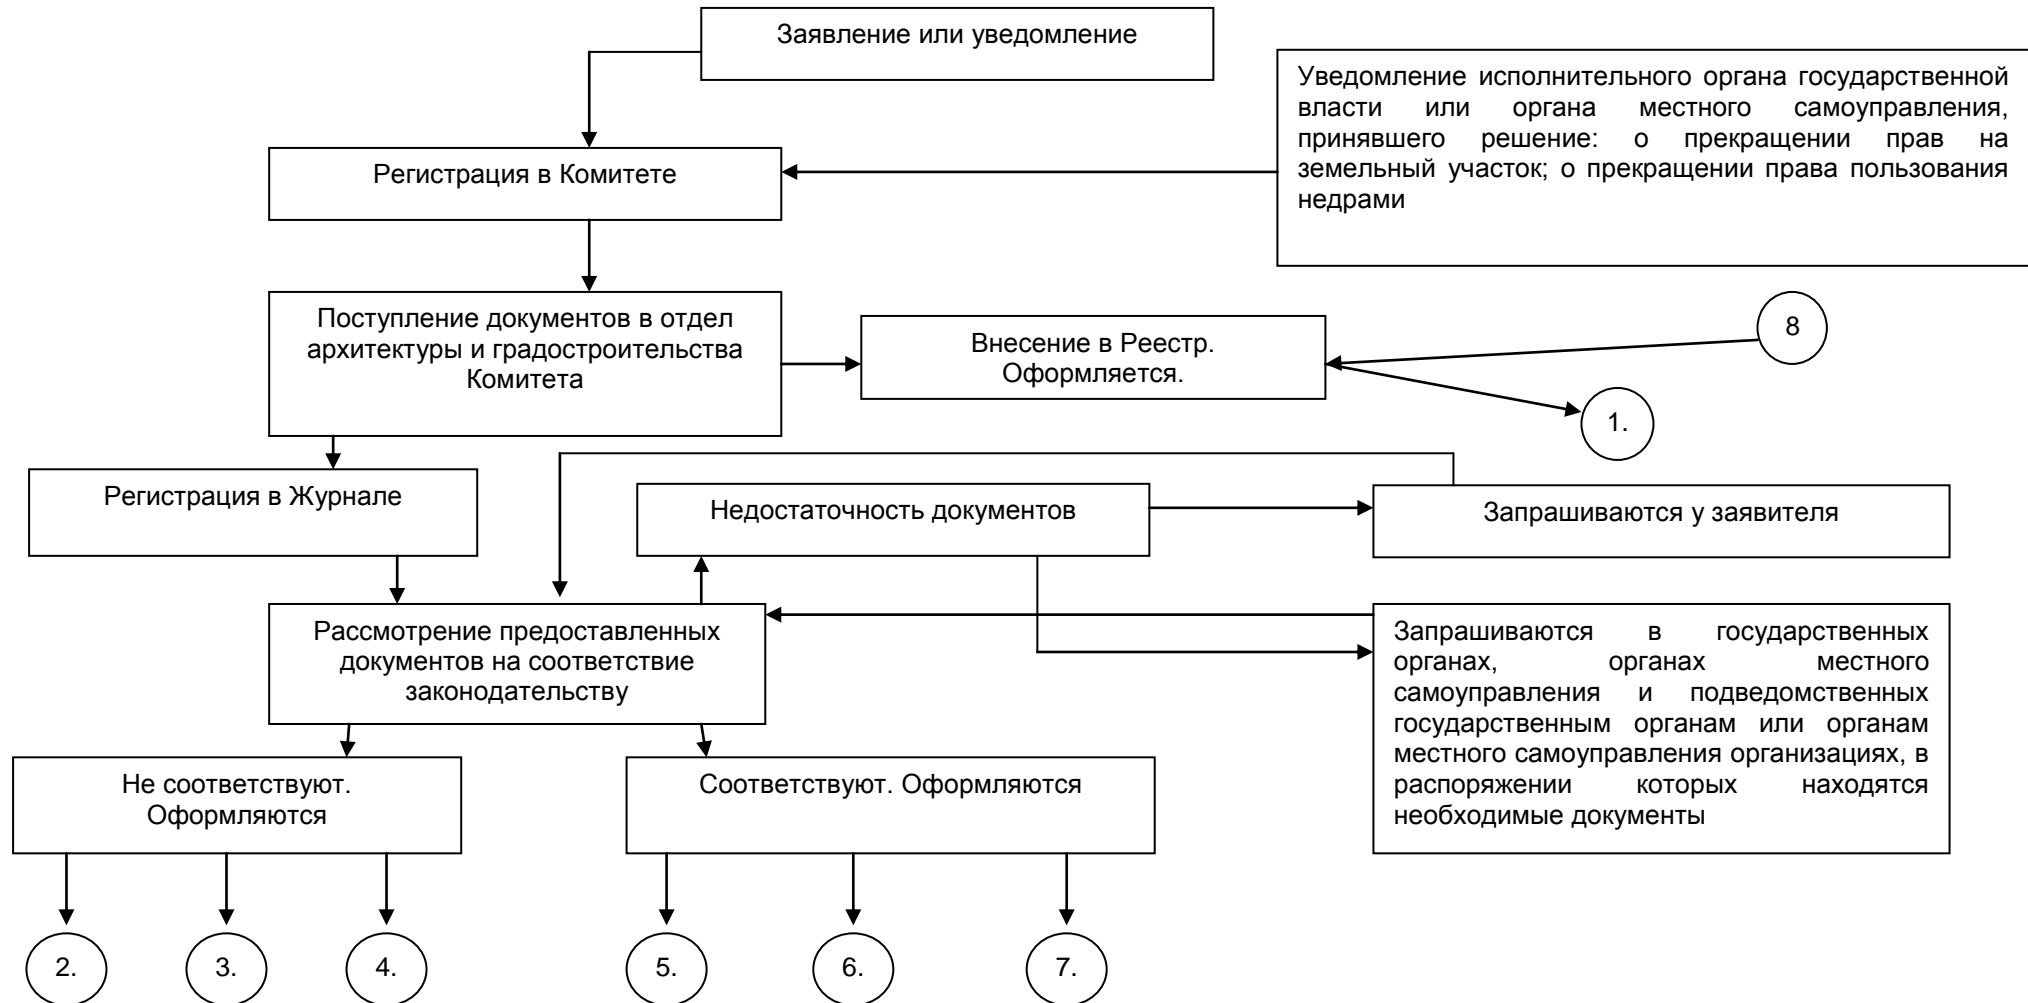 Заявление или уведомление
Уведомление исполнительного органа государственной
власти или органа местного самоуправления,
принявшего решение: о прекращении прав на
земельный участок; о прекращении права пользования
недрами
Регистрация в Комитете
Поступление документов в отдел
архитектуры и градостроительства
Комитета
Внесение в Реестр.
Оформляется.
8
1.
Регистрация в Журнале
Недостаточность документов
Запрашиваются у заявителя
Рассмотрение предоставленных
документов на соответствие
законодательству
Запрашиваются в государственных
органах, органах местного
самоуправления и подведомственных
государственным органам или органам
местного самоуправления организациях, в
распоряжении которых находятся
необходимые документы
Не соответствуют.
Оформляются
Соответствуют. Оформляются
2.
3.
4.
5.
6.
7.